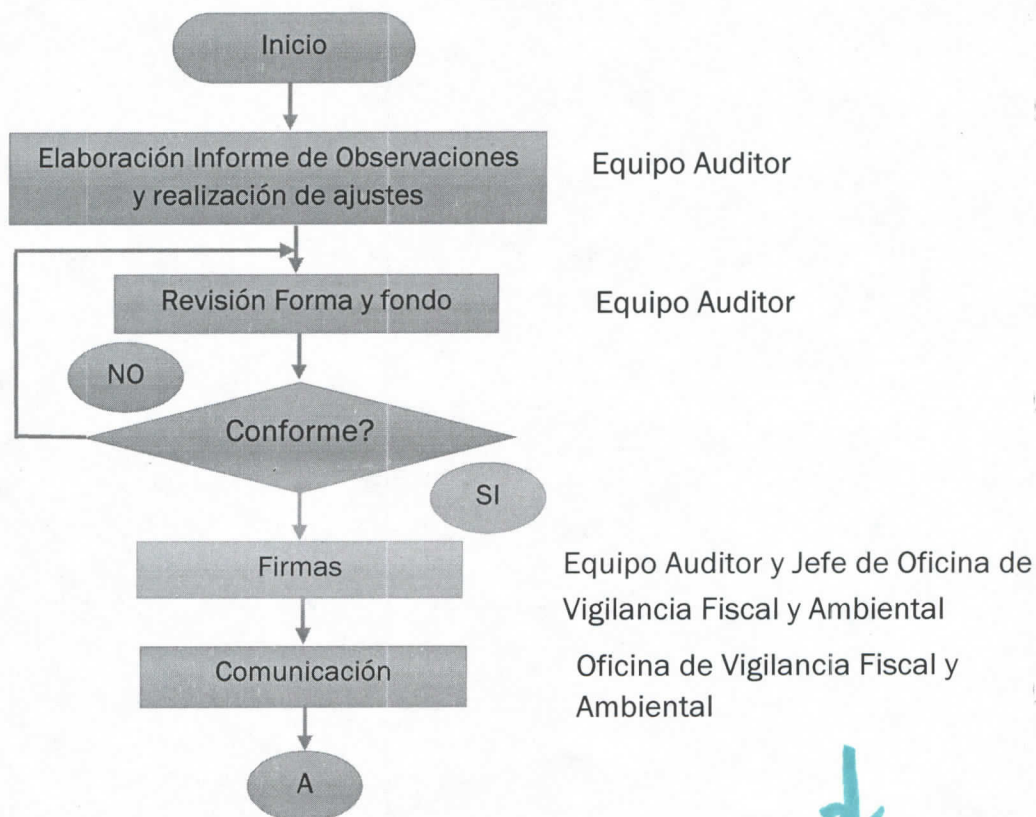 Inicio
Elaboración Informe de Observaciones
y realización de ajustes
Equipo Auditor
Revisión Forma y fondo
Equipo Auditor
NO
Conforme?
SI
Firmas
Equipo Auditor y Jefe de Oficina de
Vigilancia Fiscal y Ambiental
Comunicación
Oficina de Vigilancia Fiscal y
Ambiental
A